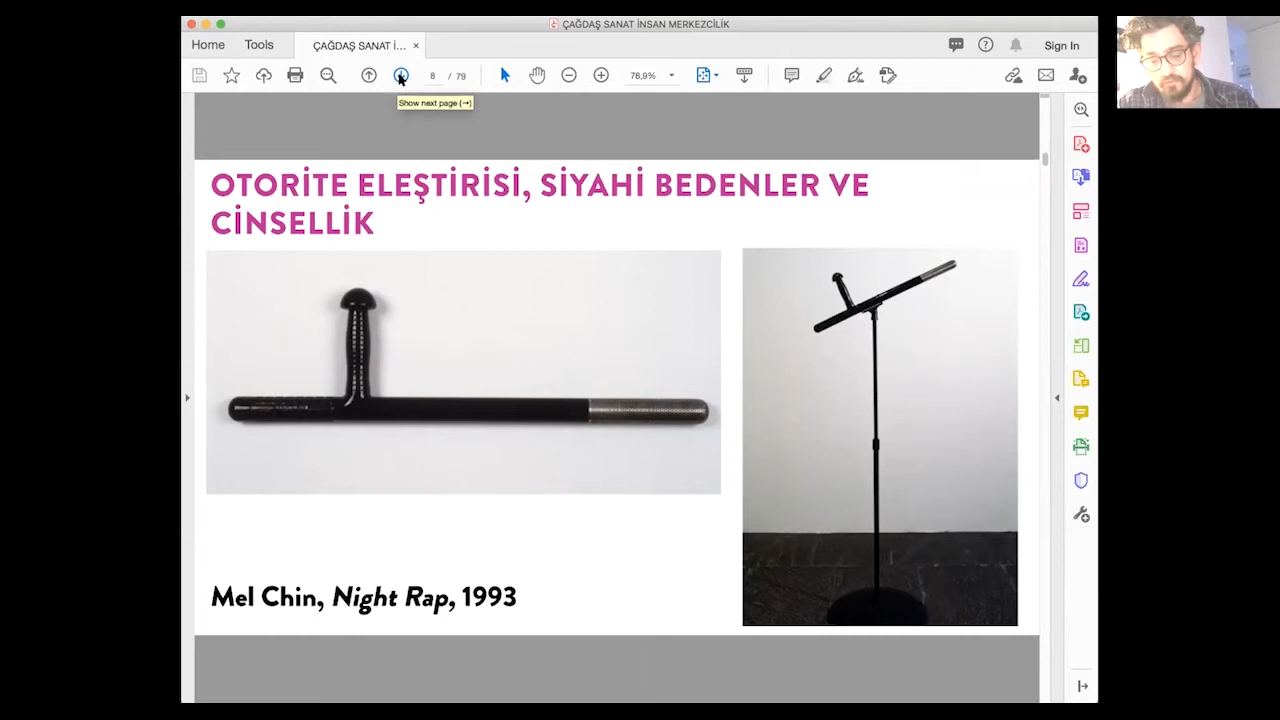 ÇAĞDAŞ SANAT İNSAN MERKEZCİLİK
Home
Tools
ÇAĞDAŞ SANAT İ... ×
Sign In
8 / 79
78,9%
Show next page (→)
OTORİTE ELEŞTİRİSİ, SİYAHİ BEDENLER VE
CİNSELLİK
Mel Chin, Night Rap, 1993